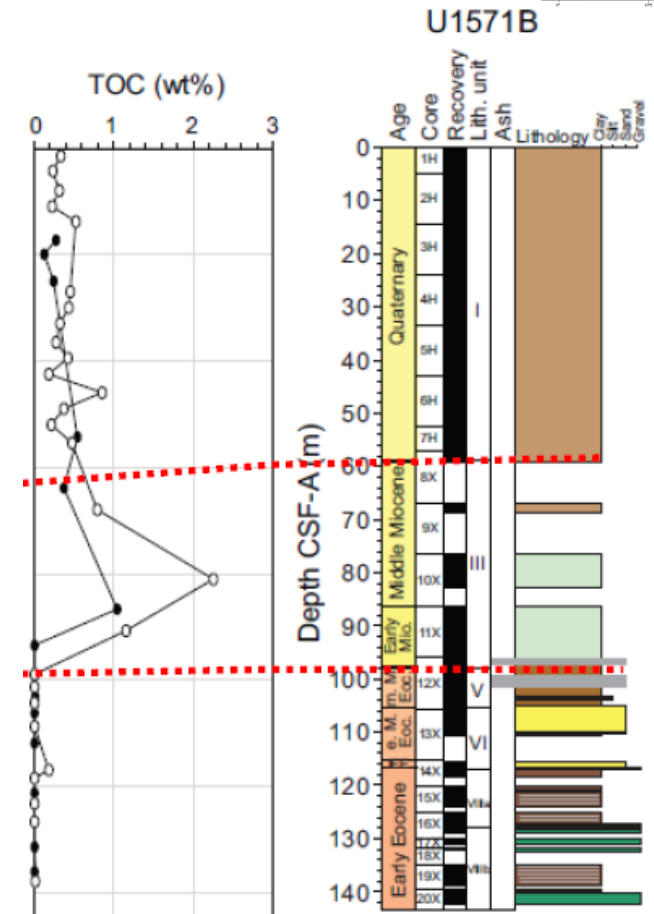 U1571B
TOC (wt%)
0 1 2 3
Age
Core
Recovery
Lith. unit
Ash
Lithology
Clay
Silt
Sand
Gravel
Depth CSF-A (m)
0
10
20
30
40
50
60
70
80
90
100
110
120
130
140
Quaternary
Middle Miocene
Early
Mio.
Eoc.
e. M.
Eoc.
Early Eocene
1H
2H
3H
4H
5H
6H
7H
8X
9X
10X
11X
12X
13X
14X
15X
16X
17X
18X
19X
20X
I
III
V
VI
VIIIa
VIIIb